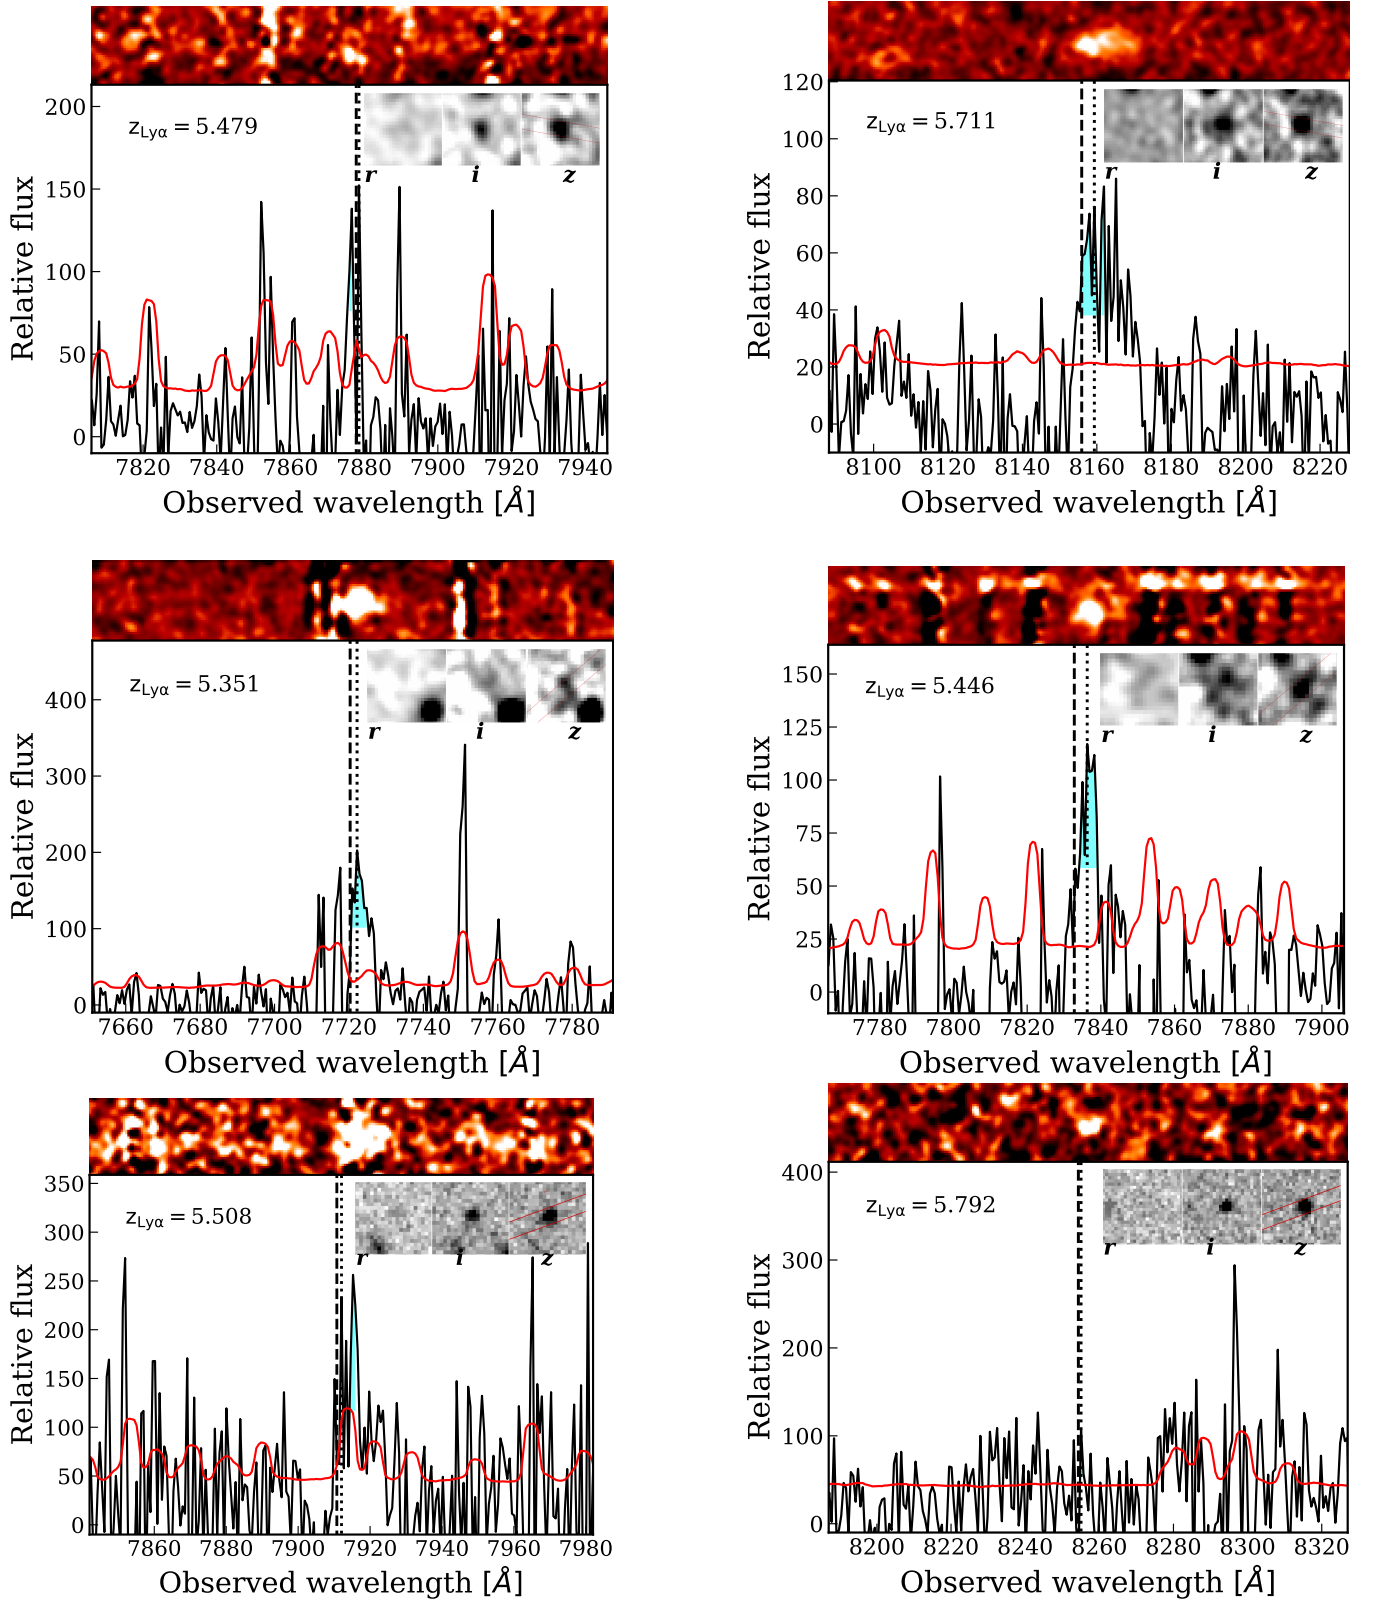 200
150
100
50
0
z_Lyα = 5.479
r i z
Relative flux
7820 7840 7860 7880 7900 7920 7940
Observed wavelength [Å]
120
100
80
60
40
20
0
z_Lyα = 5.711
r i z
Relative flux
8100 8120 8140 8160 8180 8200 8220
Observed wavelength [Å]
400
300
200
100
0
z_Lyα = 5.351
r i z
Relative flux
7660 7680 7700 7720 7740 7760 7780
Observed wavelength [Å]
150
125
100
75
50
25
0
z_Lyα = 5.446
r i z
Relative flux
7780 7800 7820 7840 7860 7880 7900
Observed wavelength [Å]
350
300
250
200
150
100
50
0
z_Lyα = 5.508
r i z
Relative flux
7860 7880 7900 7920 7940 7960 7980
Observed wavelength [Å]
400
300
200
100
0
z_Lyα = 5.792
r i z
Relative flux
8200 8220 8240 8260 8280 8300 8320
Observed wavelength [Å]